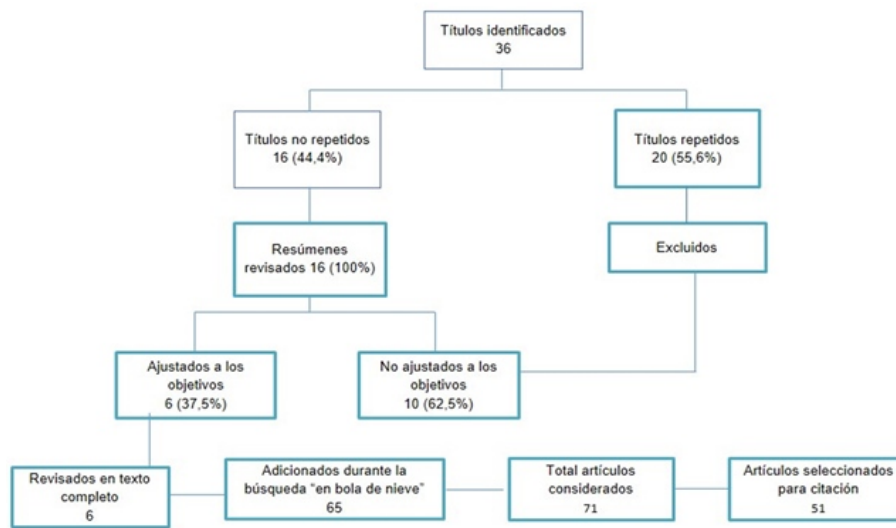 Títulos identificados
36
Títulos no repetidos
16 (44,4%)
Títulos repetidos
20 (55,6%)
Resúmenes
revisados 16 (100%)
Excluidos
Ajustados a los
objetivos
6 (37,5%)
No ajustados a los
objetivos
10 (62,5%)
Revisados en texto
completo
6
Adicionados durante la
búsqueda “en bola de nieve”
65
Total artículos
considerados
71
Artículos seleccionados
para citación
51